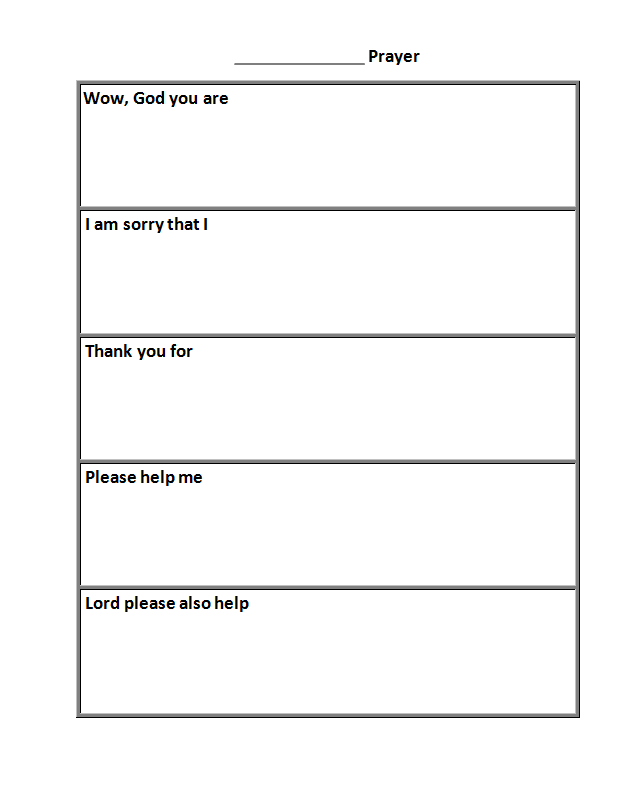 _______________ Prayer
Wow, God you are
I am sorry that I
Thank you for
Please help me
Lord please also help